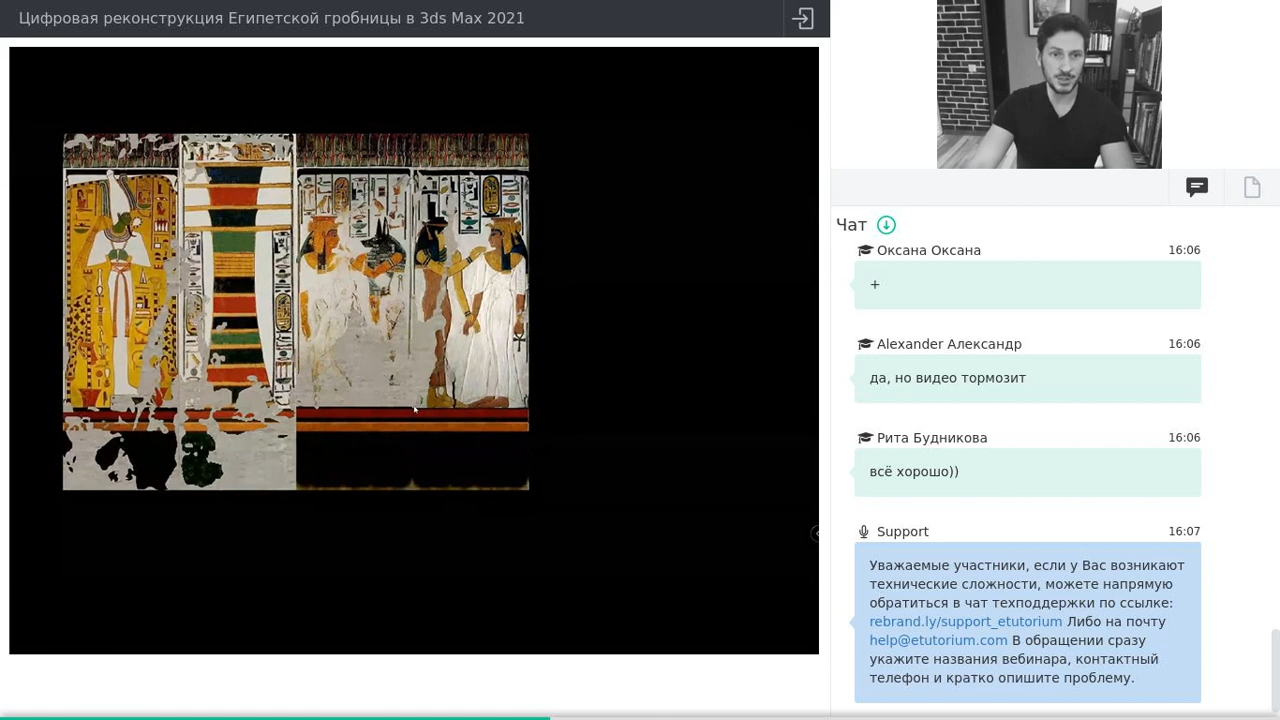 Цифровая реконструкция Египетской гробницы в 3ds Max 2021
Чат
Оксана Оксана 16:06
+
Alexander Александр 16:06
да, но видео тормозит
Рита Будникова 16:06
всё хорошо))
Support 16:07
Уважаемые участники, если у Вас возникают
технические сложности, можете напрямую
обратиться в чат техподдержки по ссылке:
rebrand.ly/support_etutorium Либо на почту
help@etutorium.com В обращении сразу
укажите названия вебинара, контактный
телефон и кратко опишите проблему.